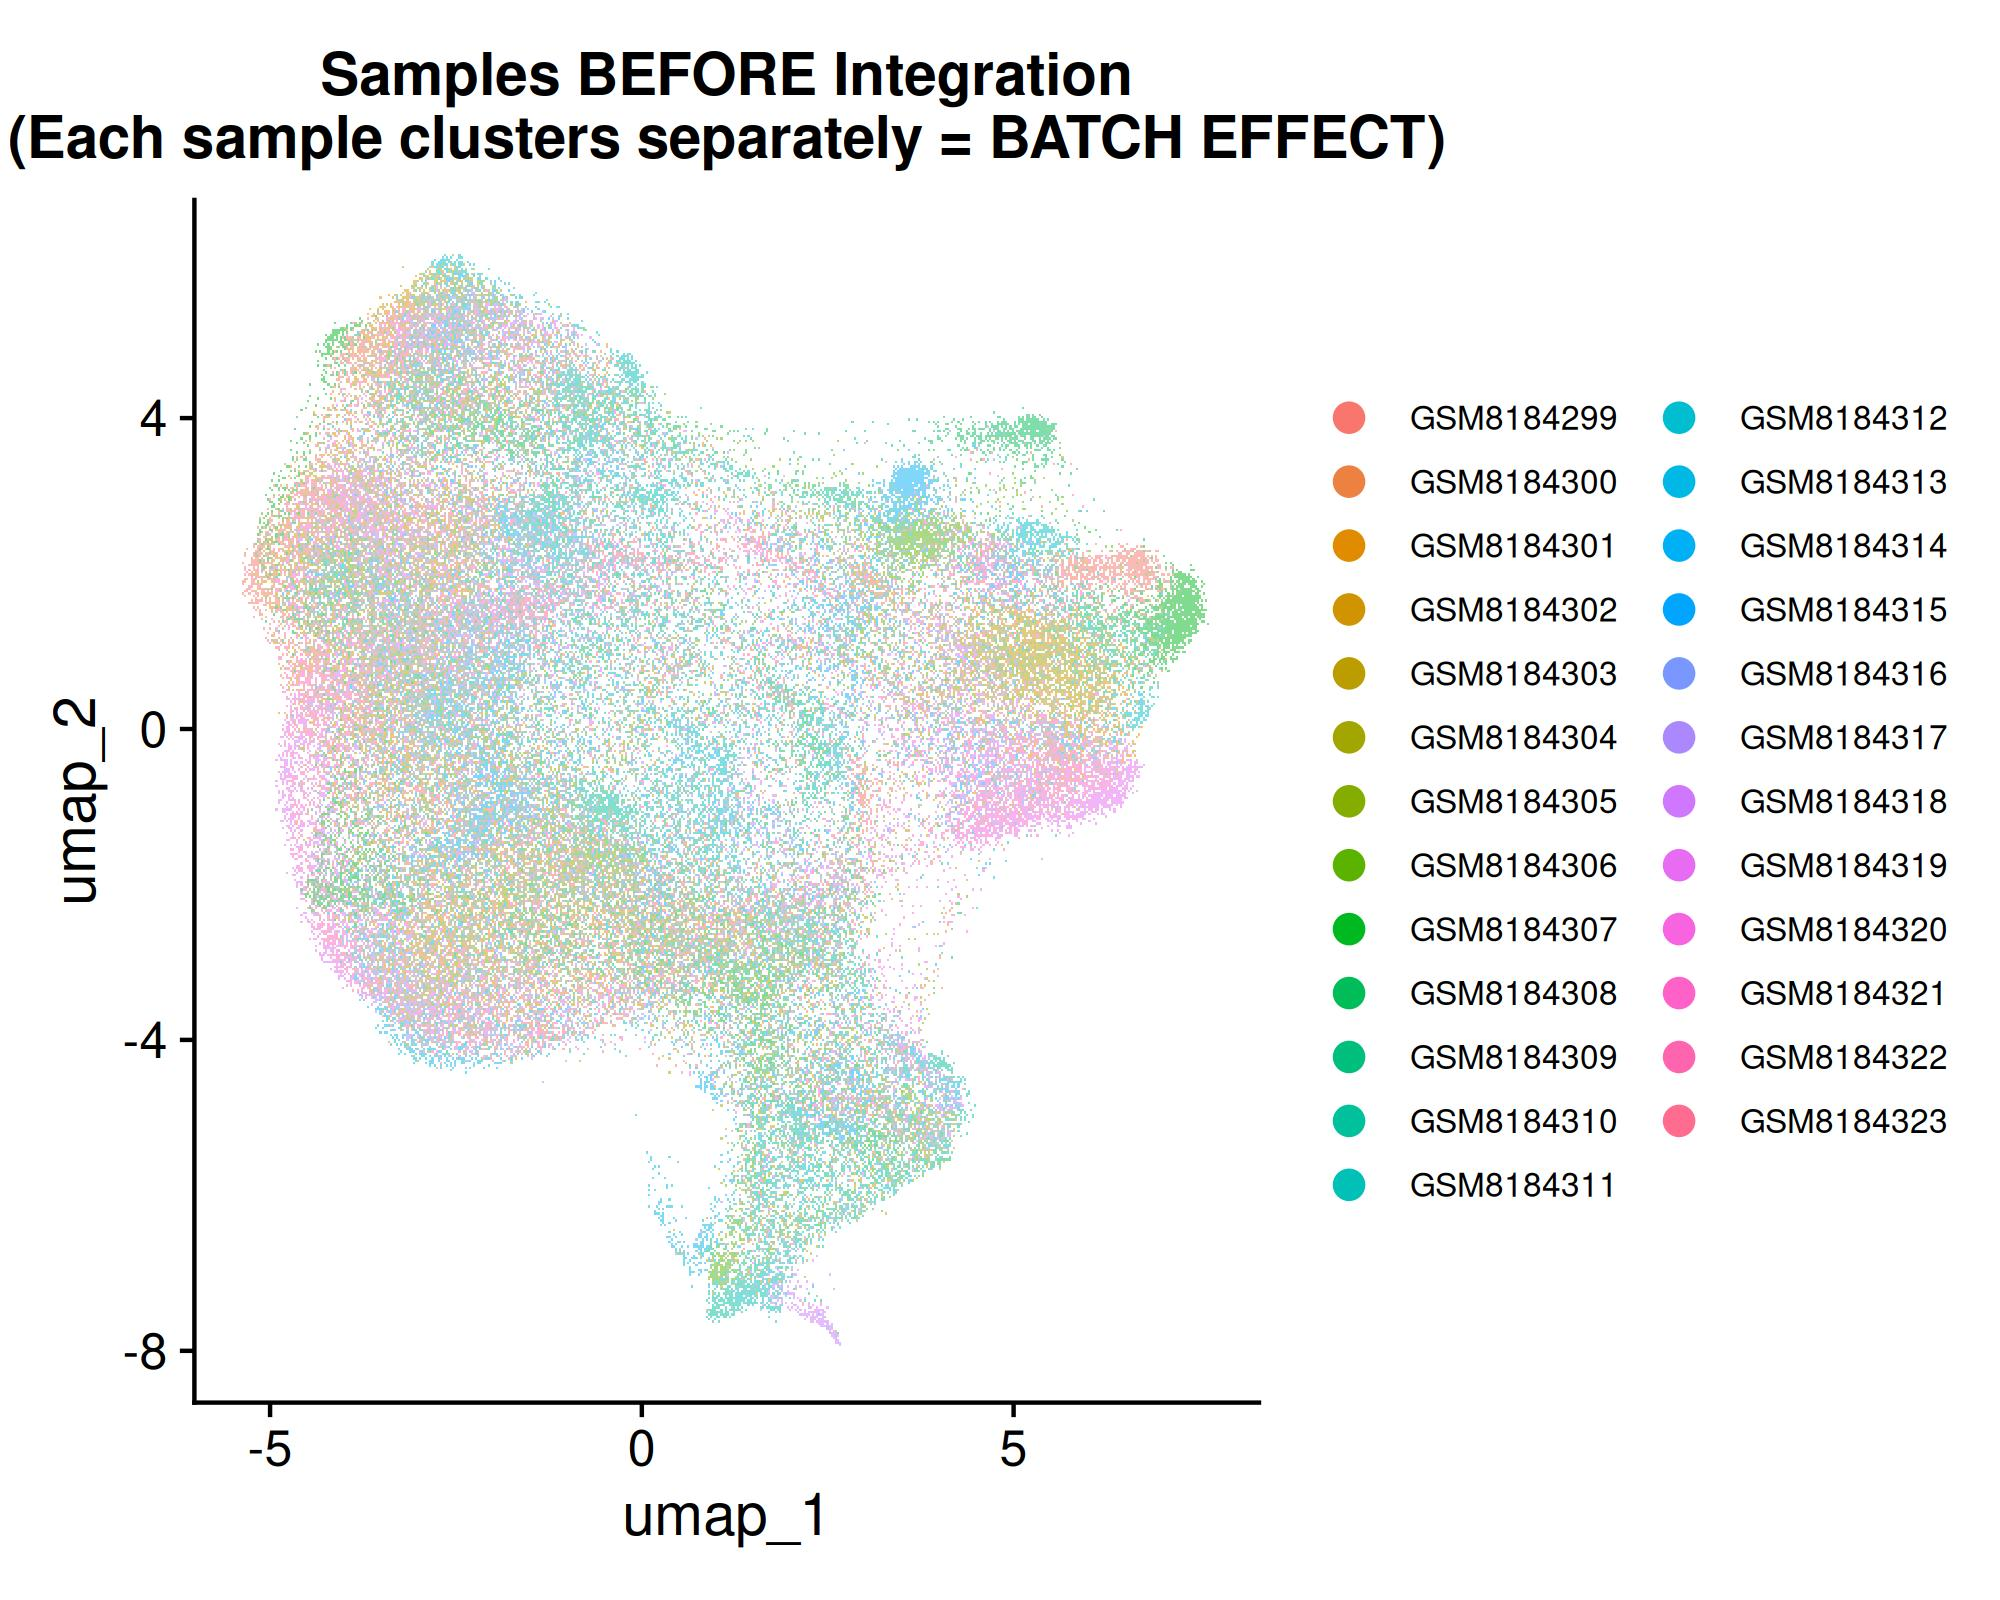 Samples BEFORE Integration
(Each sample clusters separately = BATCH EFFECT)
umap_2
4
0
-4
-8
-5
0
5
umap_1
GSM8184299
GSM8184300
GSM8184301
GSM8184302
GSM8184303
GSM8184304
GSM8184305
GSM8184306
GSM8184307
GSM8184308
GSM8184309
GSM8184310
GSM8184311
GSM8184312
GSM8184313
GSM8184314
GSM8184315
GSM8184316
GSM8184317
GSM8184318
GSM8184319
GSM8184320
GSM8184321
GSM8184322
GSM8184323